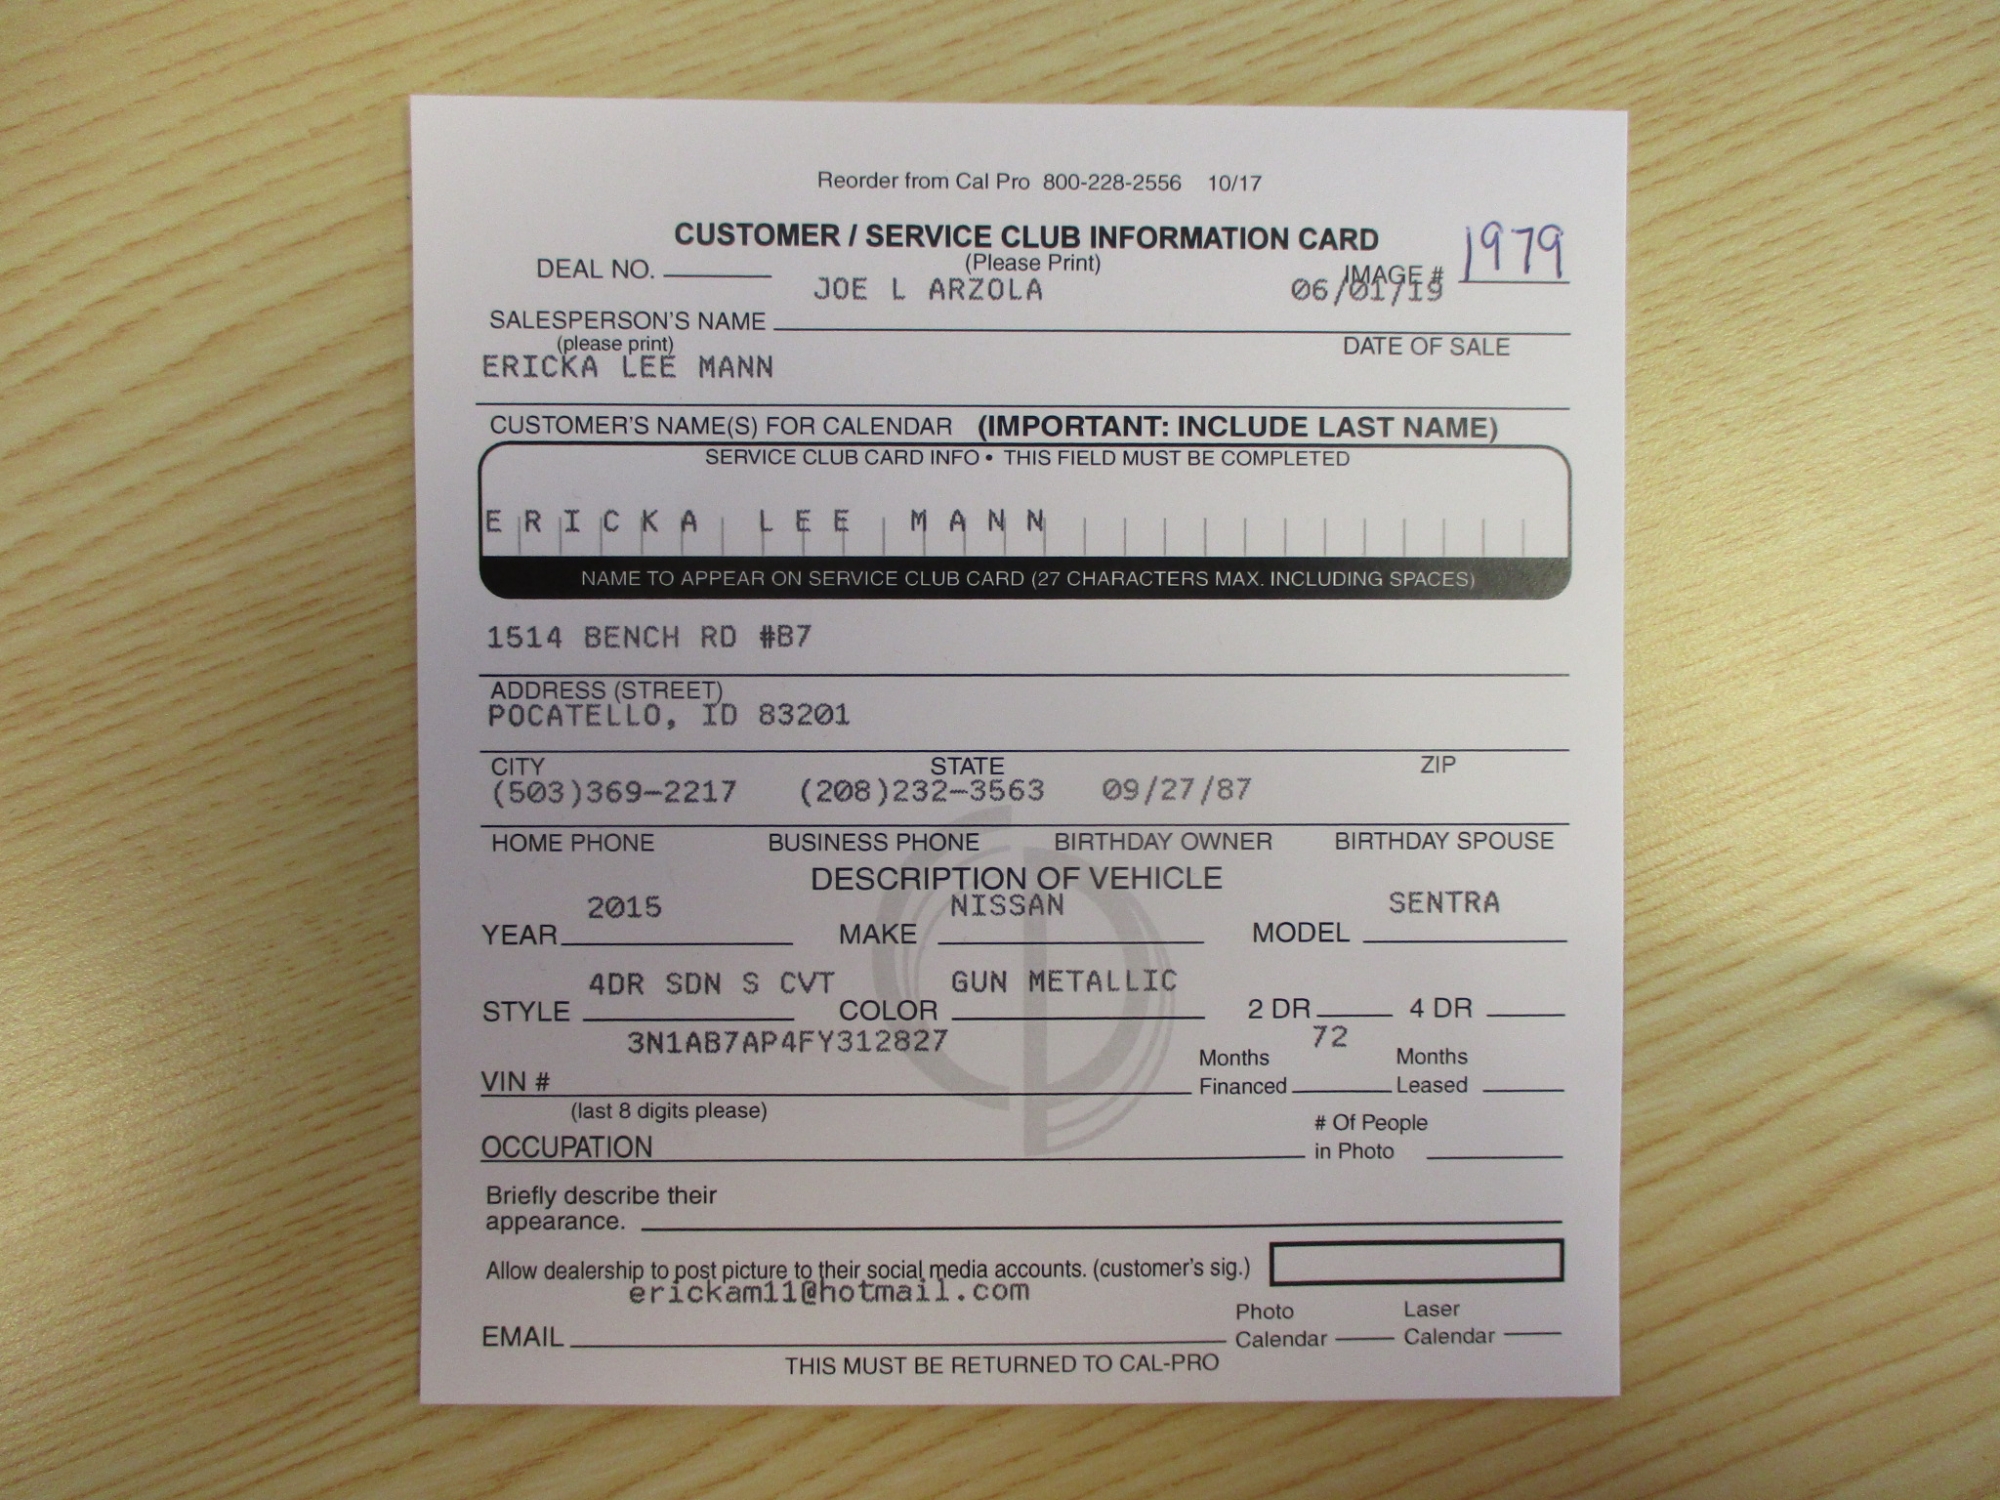 Reorder from Cal Pro 800-228-2556 10/17
CUSTOMER / SERVICE CLUB INFORMATION CARD
1979
DEAL NO. (Please Print) IMAGE #
JOE L ARZOLA 06/01/19
SALESPERSON'S NAME
(please print) DATE OF SALE
ERICKA LEE MANN
CUSTOMER'S NAME(S) FOR CALENDAR (IMPORTANT: INCLUDE LAST NAME)
SERVICE CLUB CARD INFO • THIS FIELD MUST BE COMPLETED
ERICKA LEE MANN
NAME TO APPEAR ON SERVICE CLUB CARD (27 CHARACTERS MAX. INCLUDING SPACES)
1514 BENCH RD #B7
ADDRESS (STREET)
POCATELLO, ID 83201
CITY STATE ZIP
(503)369-2217 (208)232-3563 09/27/87
HOME PHONE BUSINESS PHONE BIRTHDAY OWNER BIRTHDAY SPOUSE
DESCRIPTION OF VEHICLE
2015 NISSAN SENTRA
YEAR MAKE MODEL
4DR SDN S CVT GUN METALLIC
STYLE COLOR 2 DR 4 DR
3N1AB7AP4FY312827 72
Months Months
VIN # Financed Leased
(last 8 digits please)
# Of People
OCCUPATION in Photo
Briefly describe their
appearance.
Allow dealership to post picture to their social media accounts. (customer's sig.)
erickam11@hotmail.com
Photo Laser
EMAIL Calendar Calendar
THIS MUST BE RETURNED TO CAL-PRO